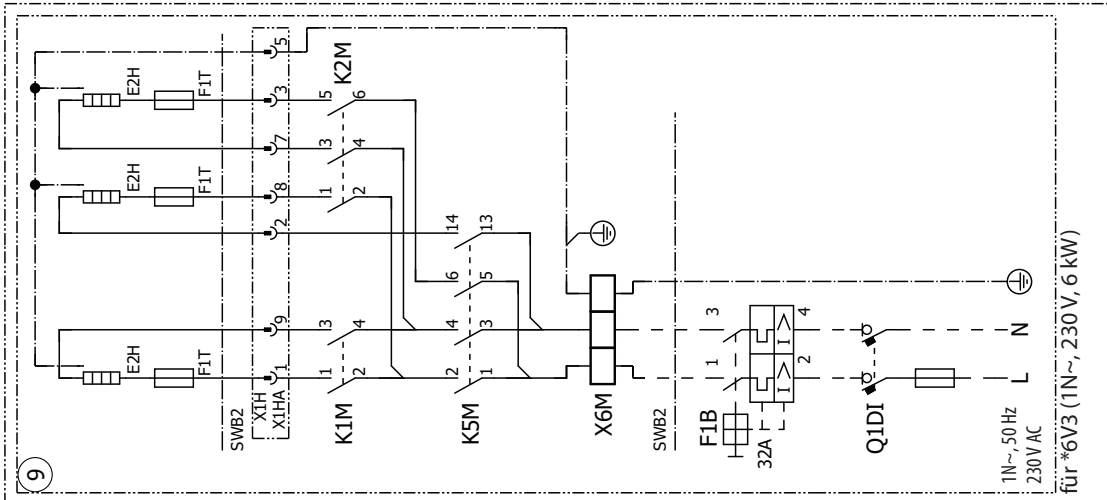 9
E2H E2H E2H
F1T F1T F1T
SWB2
X1H
X1HA
1 9 2 8 7 3 5
1 3 1 3 5
K1M K2M
2 4 2 4 6
2 4 6 14
K5M
1 3 5 13
X6M
SWB2
F1B 1 3
32A
I> I>
2 4
Q1DI
1N~, 50 Hz
230 V AC
L N
für *6V3 (1N~, 230 V, 6 kW)